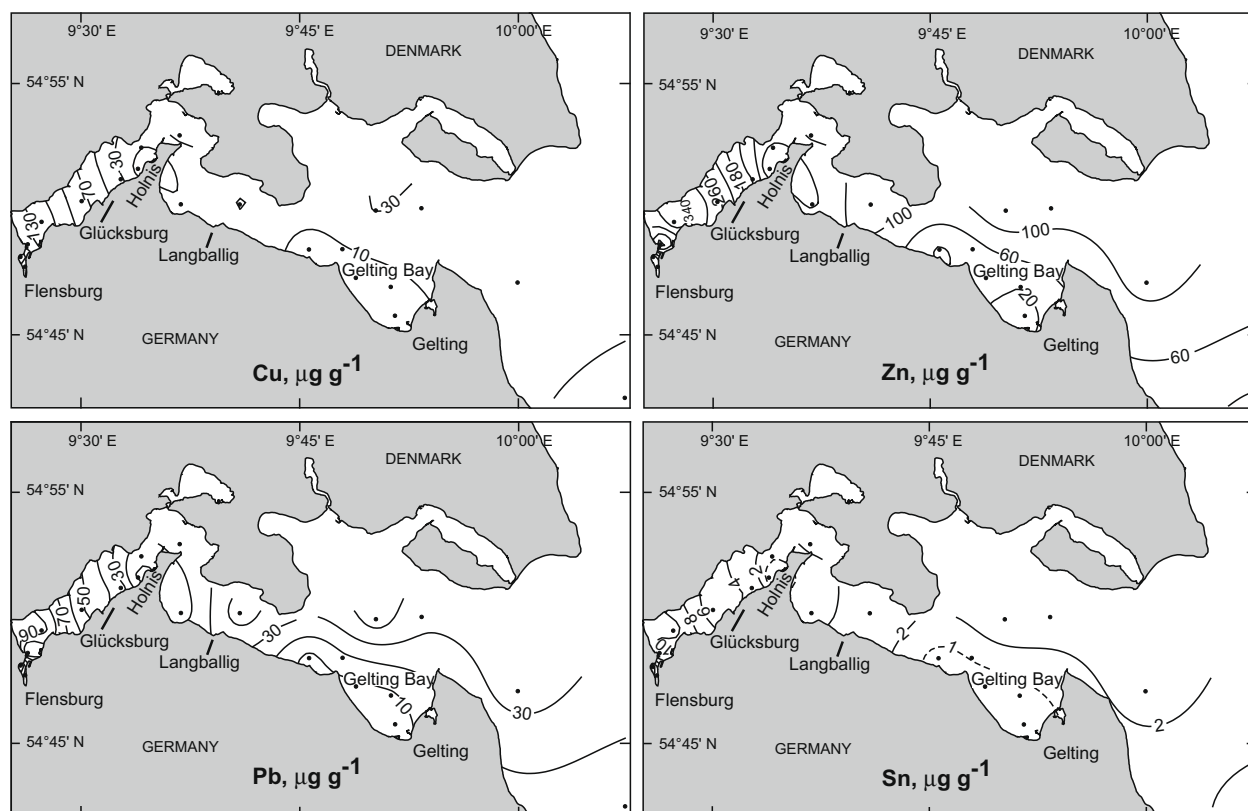 9°30' E
9°45' E
10°00' E
DENMARK
54°55' N
30
Holnis
70
130
30
Glücksburg
Langballig
10
Gelting Bay
Flensburg
54°45' N
GERMANY
Gelting
Cu, µg g-1
9°30' E
9°45' E
10°00' E
DENMARK
54°55' N
180
Holnis
260
340
100
Glücksburg
100
Langballig
60
Gelting Bay
Flensburg
20
54°45' N
GERMANY
Gelting
60
Zn, µg g-1
9°30' E
9°45' E
10°00' E
DENMARK
54°55' N
30
Holnis
50
70
90
30
Glücksburg
Langballig
Gelting Bay
Flensburg
10
30
54°45' N
GERMANY
Gelting
Pb, µg g-1
9°30' E
9°45' E
10°00' E
DENMARK
54°55' N
2
4
Holnis
6
8
10
2
Glücksburg
1
Langballig
Gelting Bay
Flensburg
2
54°45' N
GERMANY
Gelting
Sn, µg g-1